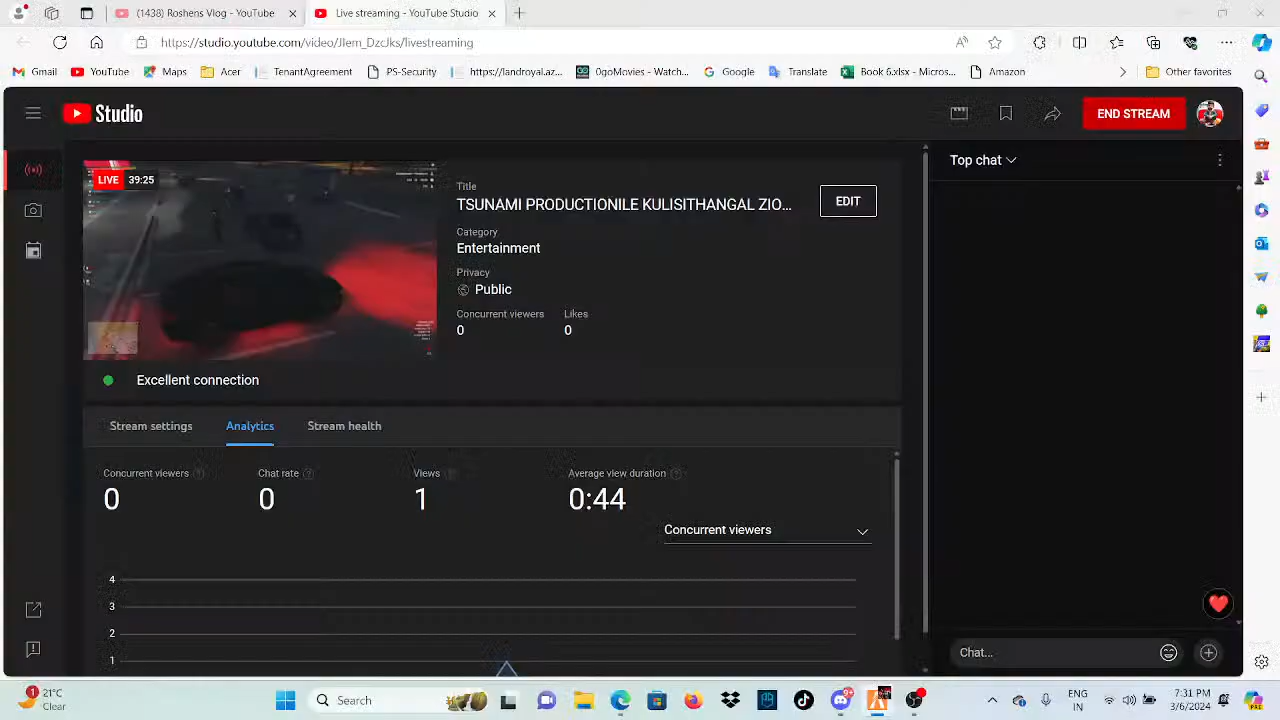 (1438) Roshens Vlog - YouTube
Live streaming - YouTube Studio
https://studio.youtube.com/video/JIem_DzcJks/livestreaming
Gmail
YouTube
Maps
Acer
TenantAgreement
PS-Security
https://ladroyal.az...
OgoMovies - Watch...
Google
Translate
Book 6.xlsx - Micros...
Amazon
Other favorites
Studio
END STREAM
LIVE 39:25
Title
TSUNAMI PRODUCTIONILE KULISITHANGAL ZIO...
EDIT
Category
Entertainment
Privacy
Public
Concurrent viewers
Likes
0
0
Excellent connection
Top chat
Stream settings
Analytics
Stream health
Concurrent viewers
Chat rate
Views
Average view duration
0
0
1
0:44
Concurrent viewers
4
3
2
1
Chat...
1
21°C
Clear
Search
9+
ENG
IN
7:31 PM
3/6/2024